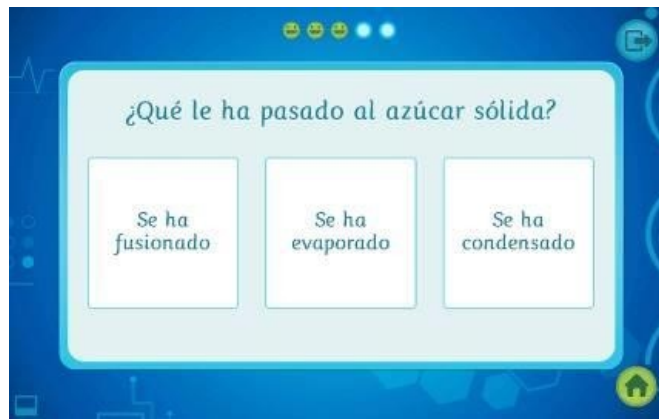 ¿Qué le ha pasado al azúcar sólida?
Se ha
fusionado
Se ha
evaporado
Se ha
condensado